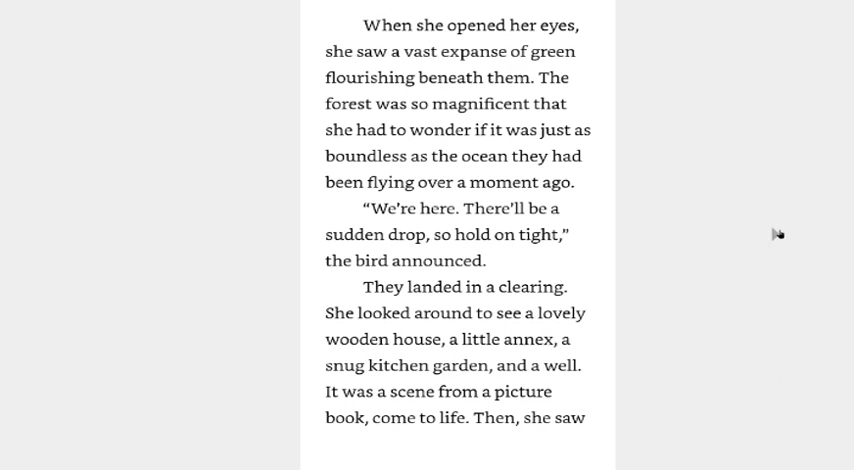 When she opened her eyes,
she saw a vast expanse of green
flourishing beneath them. The
forest was so magnificent that
she had to wonder if it was just as
boundless as the ocean they had
been flying over a moment ago.
“We’re here. There’ll be a
sudden drop, so hold on tight,”
the bird announced.
They landed in a clearing.
She looked around to see a lovely
wooden house, a little annex, a
snug kitchen garden, and a well.
It was a scene from a picture
book, come to life. Then, she saw